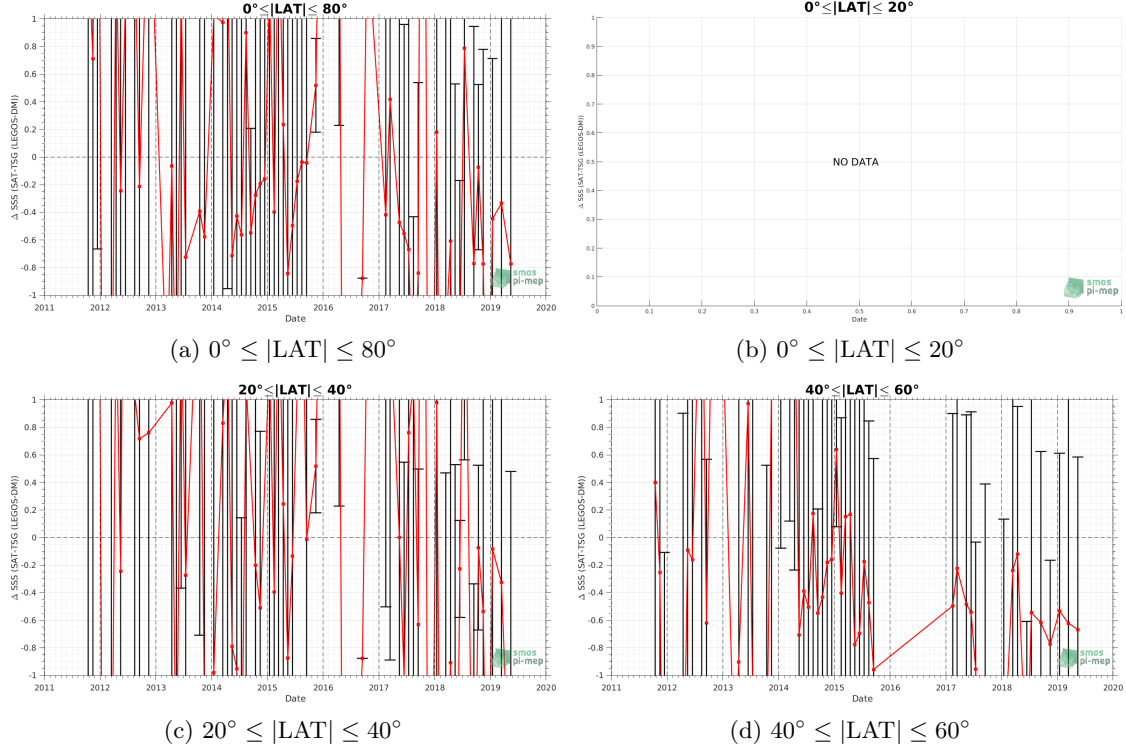 0°≤|LAT|≤ 80°
Δ SSS (SAT-TSG (LEGOS-DM))
1
0.8
0.6
0.4
0.2
0
-0.2
-0.4
-0.6
-0.8
-1
2011 2012 2013 2014 2015 2016 2017 2018 2019 2020
Date
smos
pi-mep
(a) 0° ≤ |LAT| ≤ 80°
0°≤|LAT|≤ 20°
Δ SSS (SAT-TSG (LEGOS-DM))
1
0.9
0.8
0.7
0.6
0.5
0.4
0.3
0.2
0.1
0
NO DATA
0 0.1 0.2 0.3 0.4 0.5 0.6 0.7 0.8 0.9 1
Date
smos
pi-mep
(b) 0° ≤ |LAT| ≤ 20°
20°≤|LAT|≤ 40°
Δ SSS (SAT-TSG (LEGOS-DM))
1
0.8
0.6
0.4
0.2
0
-0.2
-0.4
-0.6
-0.8
-1
2011 2012 2013 2014 2015 2016 2017 2018 2019 2020
Date
smos
pi-mep
(c) 20° ≤ |LAT| ≤ 40°
40°≤|LAT|≤ 60°
Δ SSS (SAT-TSG (LEGOS-DM))
1
0.8
0.6
0.4
0.2
0
-0.2
-0.4
-0.6
-0.8
-1
2011 2012 2013 2014 2015 2016 2017 2018 2019 2020
Date
smos
pi-mep
(d) 40° ≤ |LAT| ≤ 60°